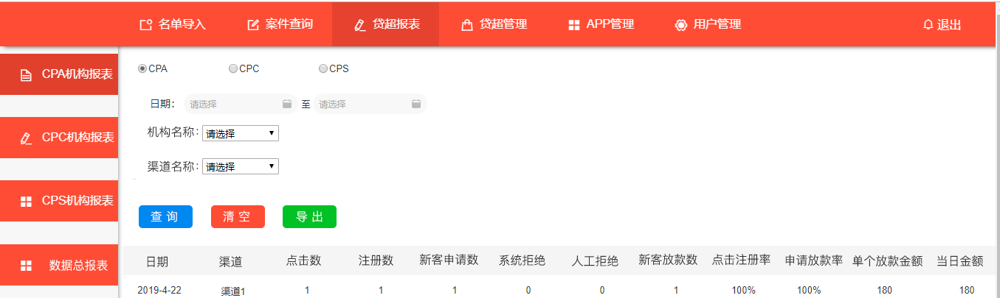 名单导入 案件查询 贷超报表 贷超管理 APP管理 用户管理 退出
CPA机构报表
CPC机构报表
CPS机构报表
数据总报表
CPA CPC CPS
日期： 请选择 至 请选择
机构名称： 请选择
渠道名称： 请选择
查询 清空 导出
日期 渠道 点击数 注册数 新客申请数 系统拒绝 人工拒绝 新客放款数 点击注册率 申请放款率 单个放款金额 当日金额
2019-4-22 渠道1 1 1 1 0 0 1 100% 100% 180 180